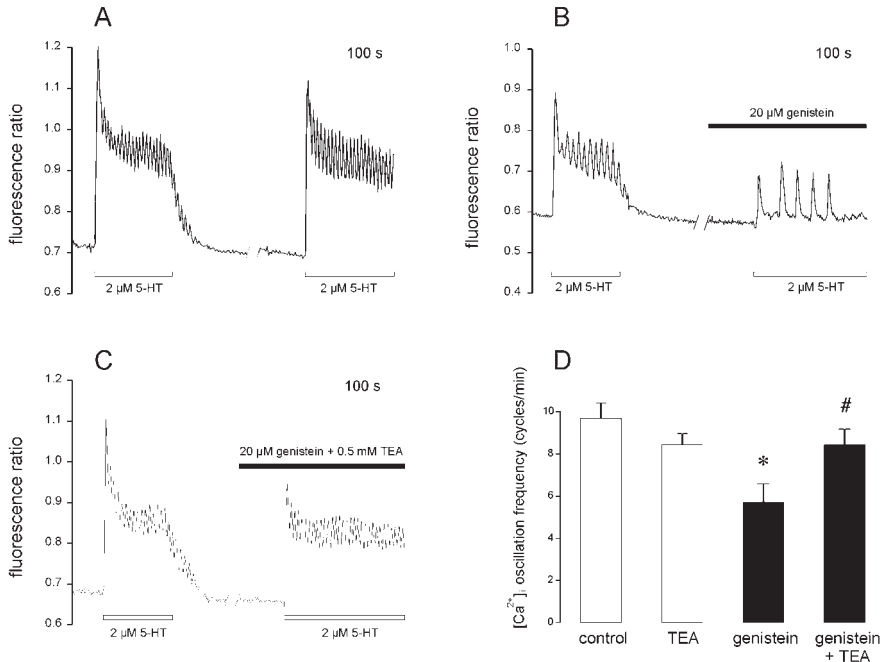 A
100 s
fluorescence ratio
1.2
1.1
1.0
0.9
0.8
0.7
0.6
2 µM 5-HT
2 µM 5-HT
B
100 s
fluorescence ratio
1.0
0.9
0.8
0.7
0.6
0.5
0.4
20 µM genistein
2 µM 5-HT
2 µM 5-HT
C
100 s
fluorescence ratio
1.2
1.1
1.0
0.9
0.8
0.7
0.6
20 µM genistein + 0.5 mM TEA
2 µM 5-HT
2 µM 5-HT
D
[Ca²⁺]ᵢ oscillation frequency (cycles/min)
10
8
6
4
2
0
*
#
control
TEA
genistein
genistein
+ TEA